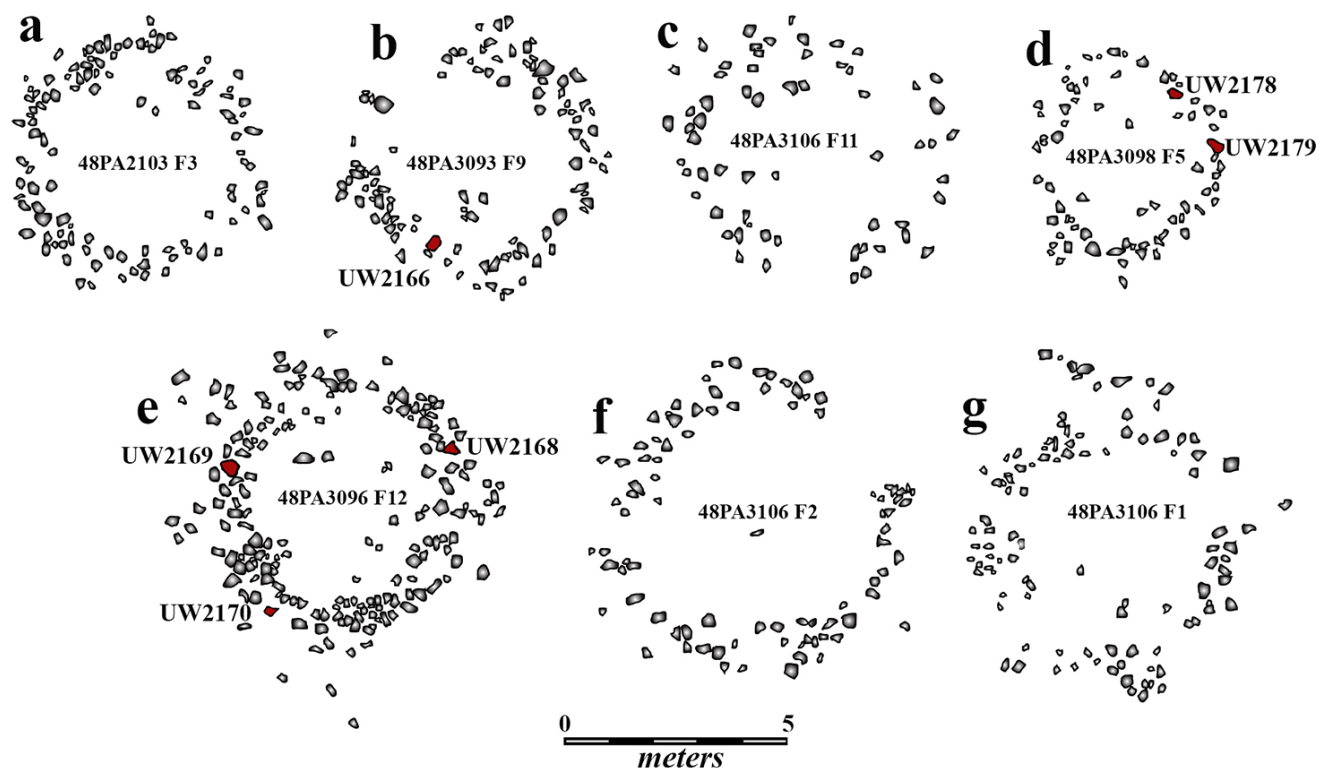 a
b
c
d
UW2178
48PA2103 F3
48PA3093 F9
48PA3106 F11
48PA3098 F5
UW2179
UW2166
e
f
g
UW2169
UW2168
48PA3096 F12
48PA3106 F2
48PA3106 F1
UW2170
0
5
meters